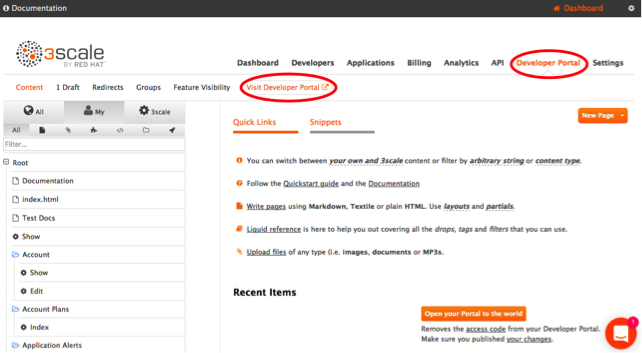 Documentation
Dashboard
3scale
BY RED HAT
Dashboard Developers Applications Billing Analytics API Developer Portal Settings
Content 1 Draft Redirects Groups Feature Visibility Visit Developer Portal
All My 3scale
All
Filter...
Root
Documentation
index.html
Test Docs
Show
Account
Show
Edit
Account Plans
Index
Application Alerts
Quick Links Snippets
New Page
You can switch between your own and 3scale content or filter by arbitrary string or content type.
Follow the Quickstart guide and the Documentation
Write pages using Markdown, Textile or plain HTML. Use layouts and partials.
Liquid reference is here to help you out covering all the drops, tags and filters that you can use.
Upload files of any type (i.e. images, documents or MP3s.
Recent Items
Open your Portal to the world
Removes the access code from your Developer Portal.
Make sure you published your changes.
1